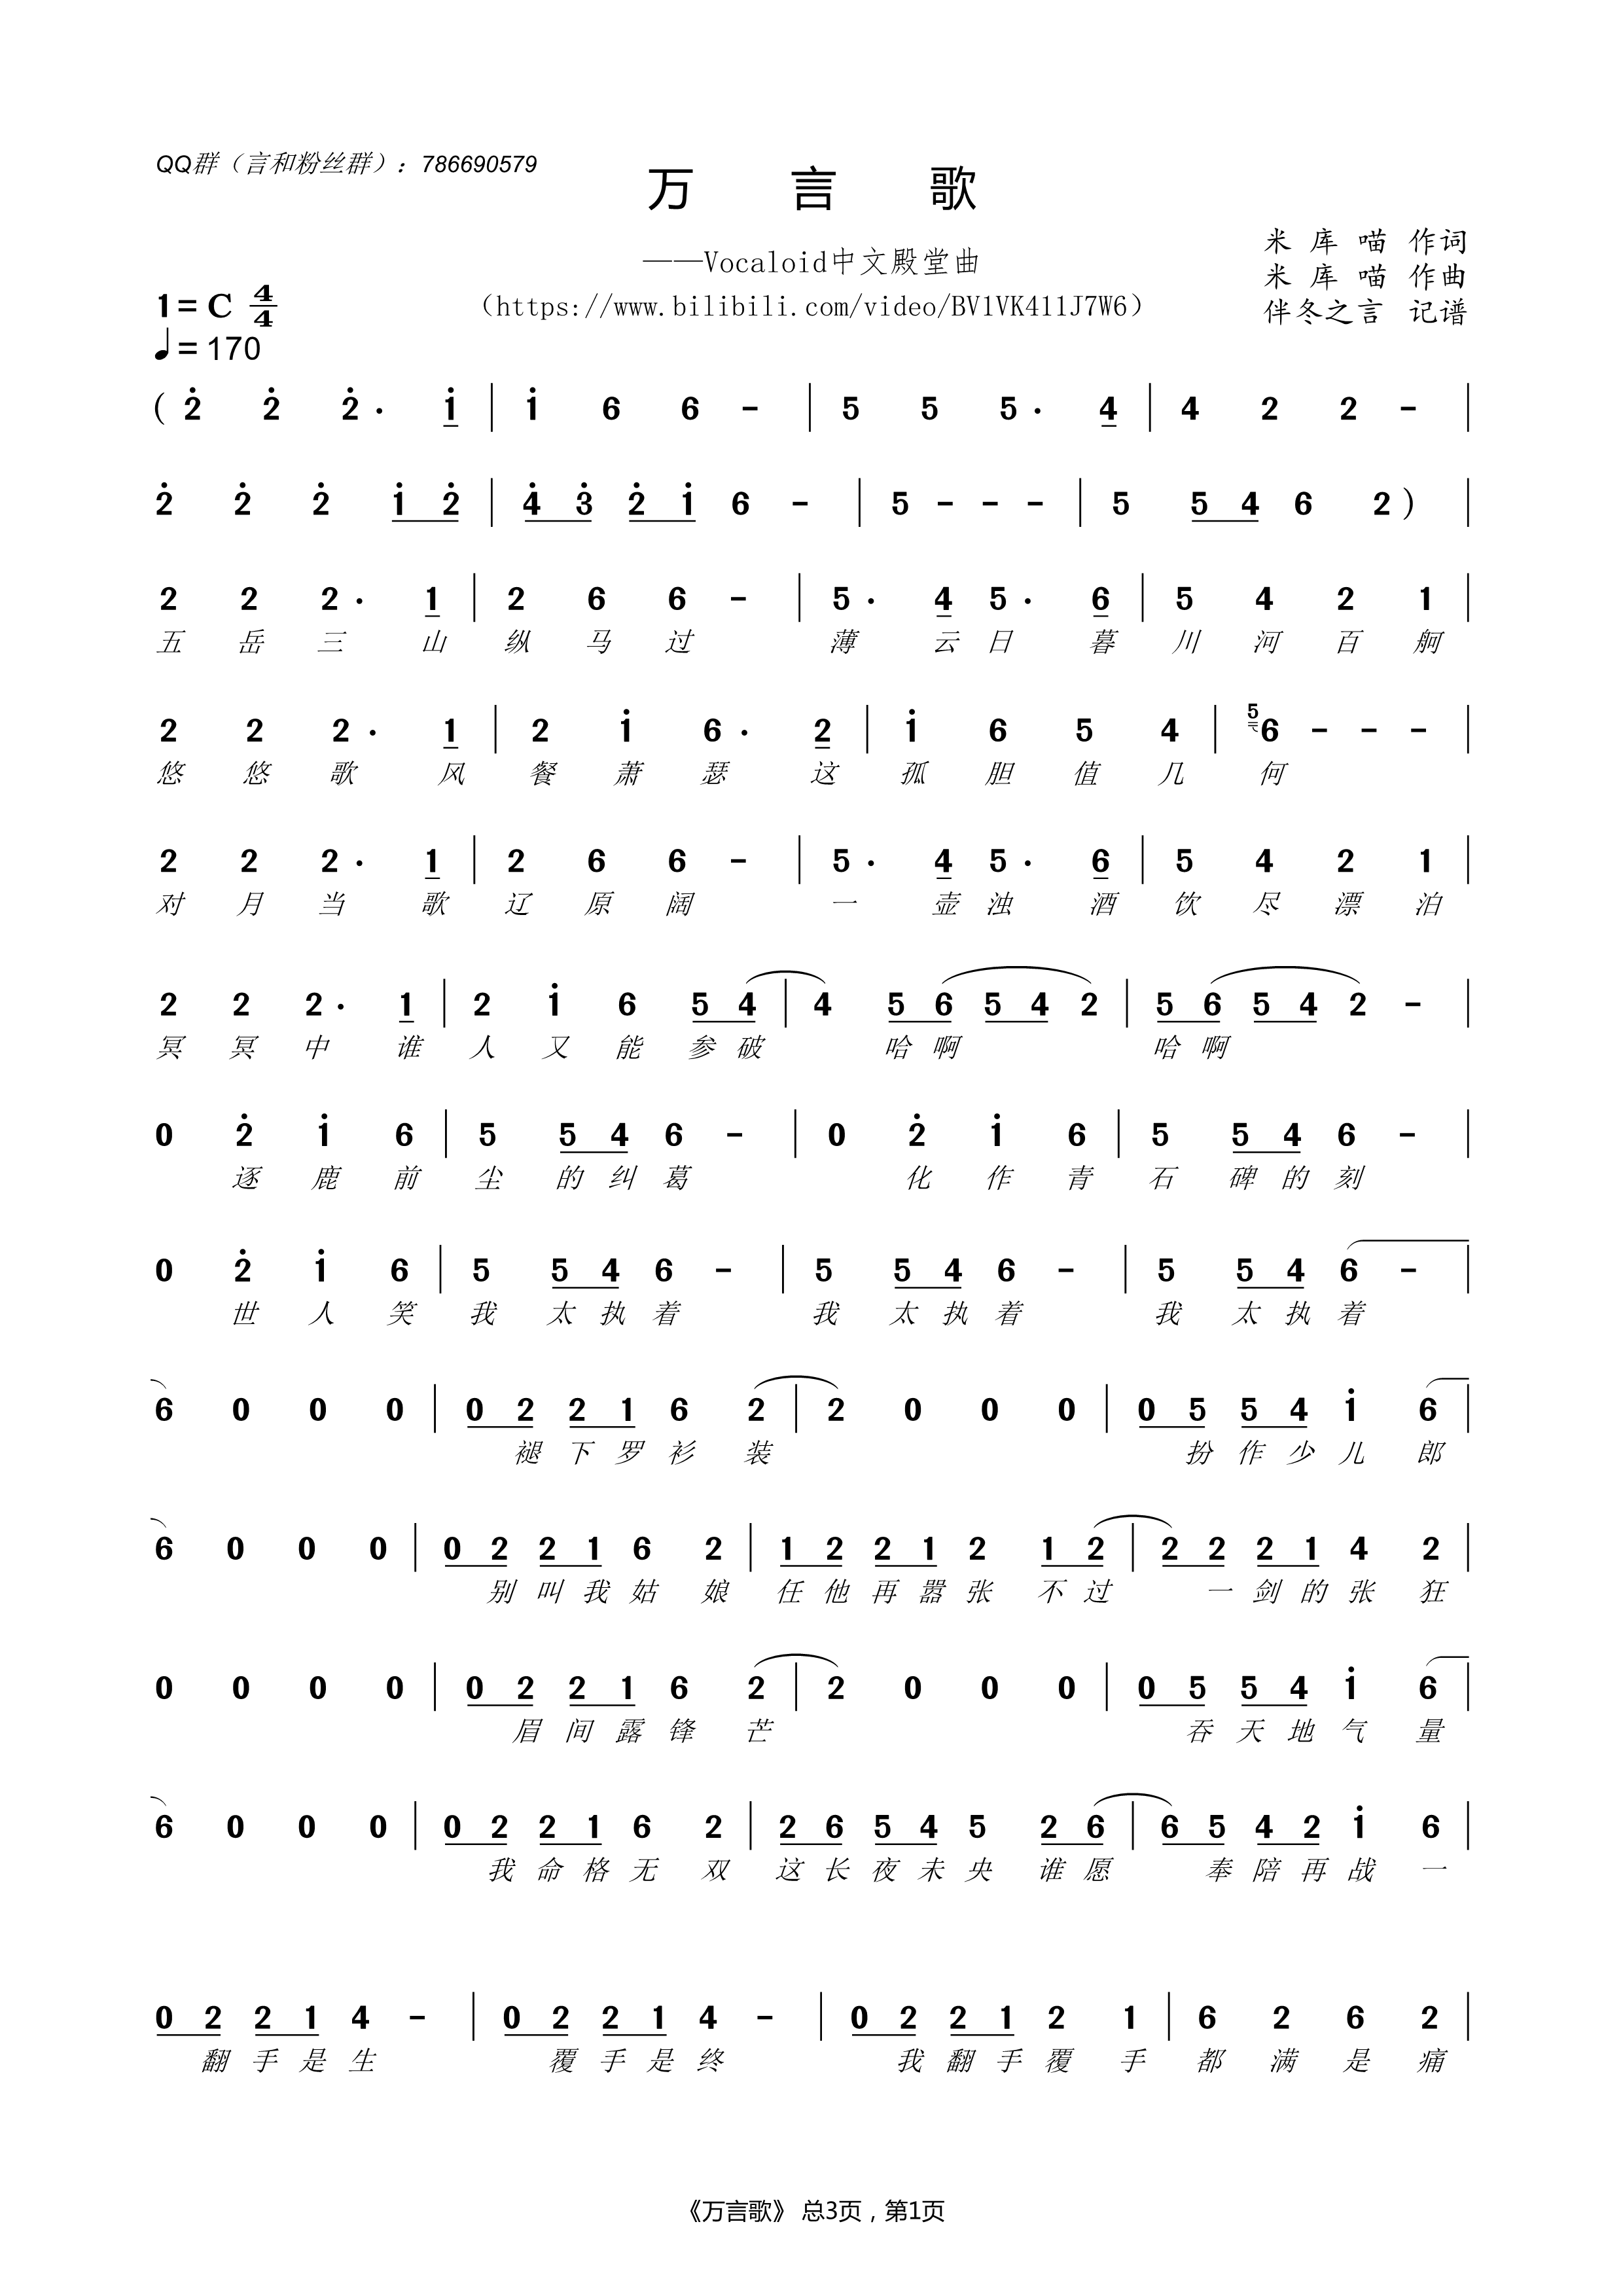 QQ群（言和粉丝群）：786690579
万 言 歌
——Vocaloid中文殿堂曲
（https://www.bilibili.com/video/BV1VK411J7W6）
米 库 喵 作词
米 库 喵 作曲
伴冬之言 记谱
1=C 4/4
♩=170
( 2̇ 2̇ 2̇· 1̇ | 1̇ 6 6 - | 5 5 5· 4 | 4 2 2 - |
2̇ 2̇ 2̇ 1̇ 2̇ | 4̇ 3̇ 2̇ 1̇ 6 - | 5 - - - | 5 5 4 6 2 ) |
2 2 2· 1 | 2 6 6 - | 5· 4 5· 6 | 5 4 2 1 |
五 岳 三 山 纵 马 过 薄 云 日 暮 川 河 百 舸
2 2 2· 1 | 2 1̇ 6· 2 | 1̇ 6 5 4 | 5 6 - - - |
悠 悠 歌 风 餐 萧 瑟 这 孤 胆 值 几 何
2 2 2· 1 | 2 6 6 - | 5· 4 5· 6 | 5 4 2 1 |
对 月 当 歌 辽 原 阔 一 壶 浊 酒 饮 尽 漂 泊
2 2 2· 1 | 2 1̇ 6 5 4 | 4 5 6 5 4 2 | 5 6 5 4 2 - |
冥 冥 中 谁 人 又 能 参 破 哈 啊 哈 啊
0 2̇ 1̇ 6 | 5 5 4 6 - | 0 2̇ 1̇ 6 | 5 5 4 6 - |
逐 鹿 前 尘 的 纠 葛 化 作 青 石 碑 的 刻
0 2̇ 1̇ 6 | 5 5 4 6 - | 5 5 4 6 - | 5 5 4 6 - |
世 人 笑 我 太 执 着 我 太 执 着 我 太 执 着
6 0 0 0 | 0 2 2 1 6 2 | 2 0 0 0 | 0 5 5 4 1̇ 6 |
褪 下 罗 衫 装 扮 作 少 儿 郎
6 0 0 0 | 0 2 2 1 6 2 | 1 2 2 1 2 1 2 | 2 2 2 1 4 2 |
别 叫 我 姑 娘 任 他 再 嚣 张 不 过 一 剑 的 张 狂
0 0 0 0 | 0 2 2 1 6 2 | 2 0 0 0 | 0 5 5 4 1̇ 6 |
眉 间 露 锋 芒 吞 天 地 气 量
6 0 0 0 | 0 2 2 1 6 2 | 2 6 5 4 5 2 6 | 6 5 4 2 1̇ 6 |
我 命 格 无 双 这 长 夜 未 央 谁 愿 奉 陪 再 战 一
0 2 2 1 4 - | 0 2 2 1 4 - | 0 2 2 1 2 1 | 6 2 6 2 |
翻 手 是 生 覆 手 是 终 我 翻 手 覆 手 都 满 是 痛
《万言歌》 总3页，第1页